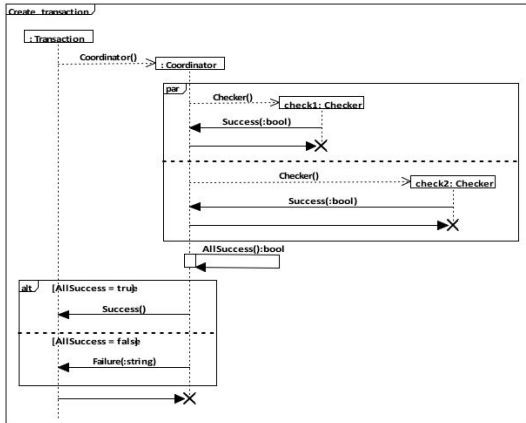 Create transaction
: Transaction
Coordinator()
: Coordinator
par
Checker()
check1: Checker
Success(:bool)
Checker()
check2: Checker
Success(:bool)
AllSuccess():bool
alt
[AllSuccess = true]
Success()
[AllSuccess = false]
Failure(:string)